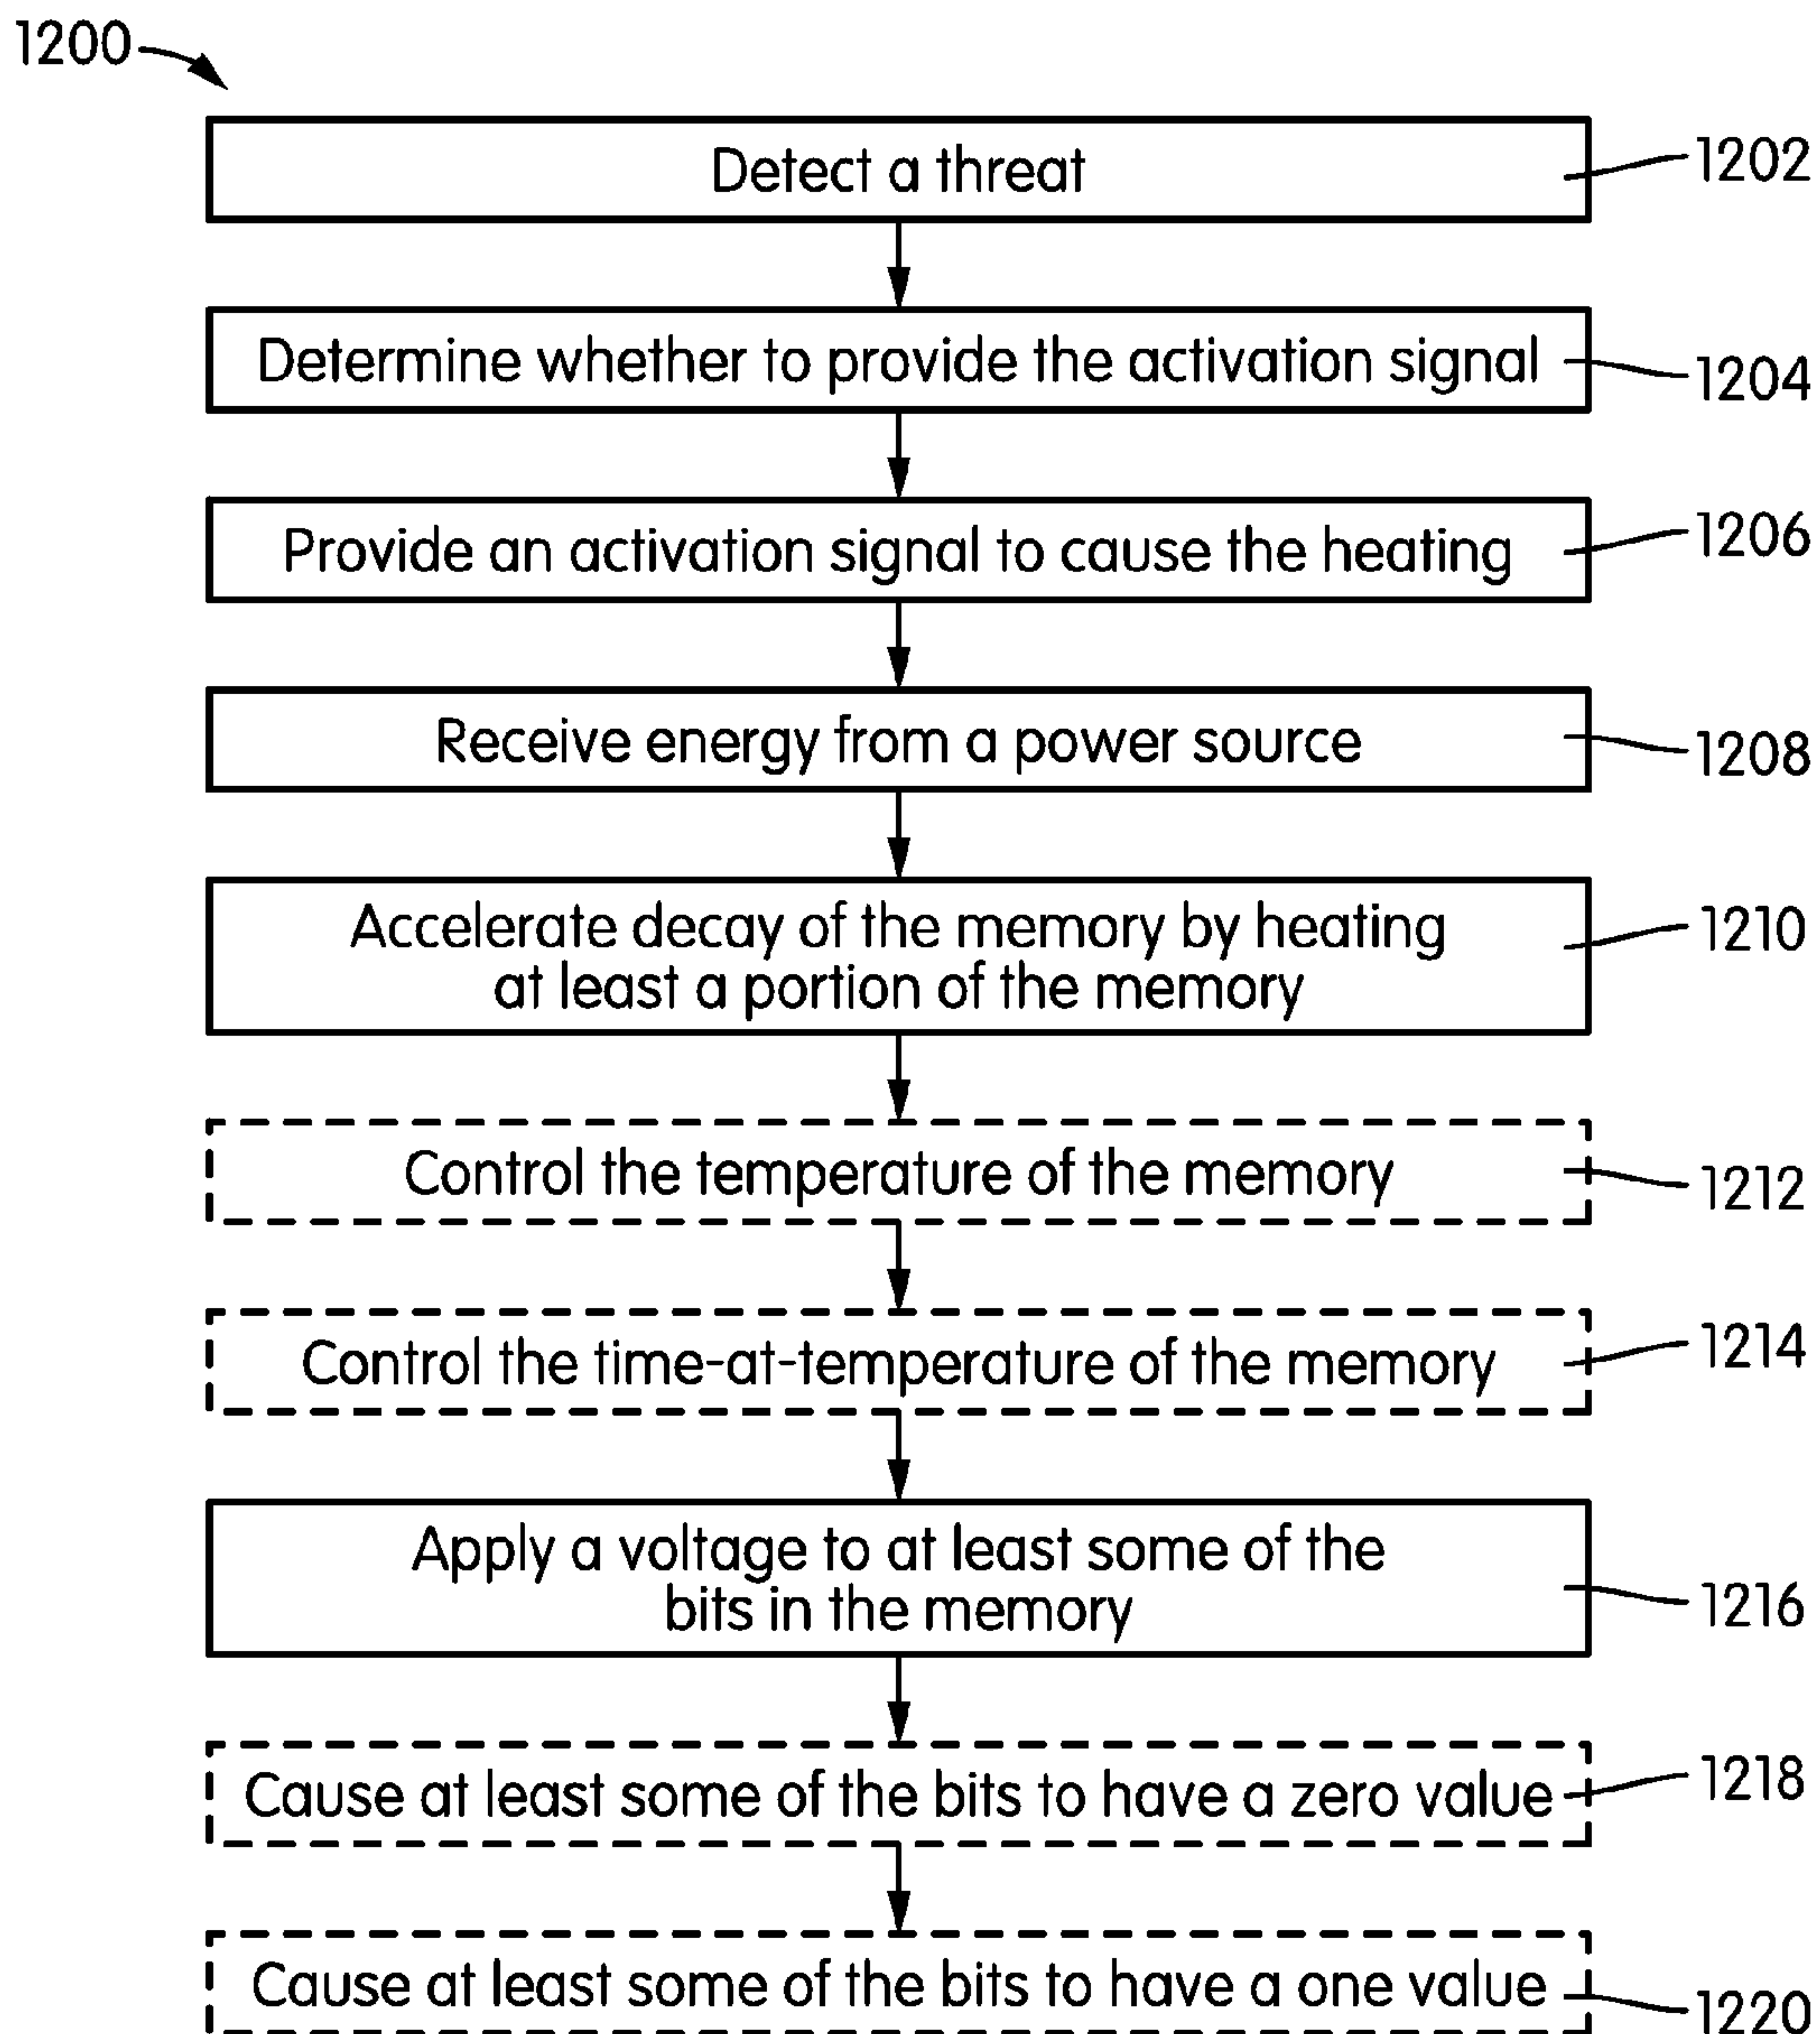 1200
Detect a threat
1202
Determine whether to provide the activation signal
1204
Provide an activation signal to cause the heating
1206
Receive energy from a power source
1208
Accelerate decay of the memory by heating
at least a portion of the memory
1210
Control the temperature of the memory
1212
Control the time-at-temperature of the memory
1214
Apply a voltage to at least some of the
bits in the memory
1216
Cause at least some of the bits to have a zero value
1218
Cause at least some of the bits to have a one value
1220